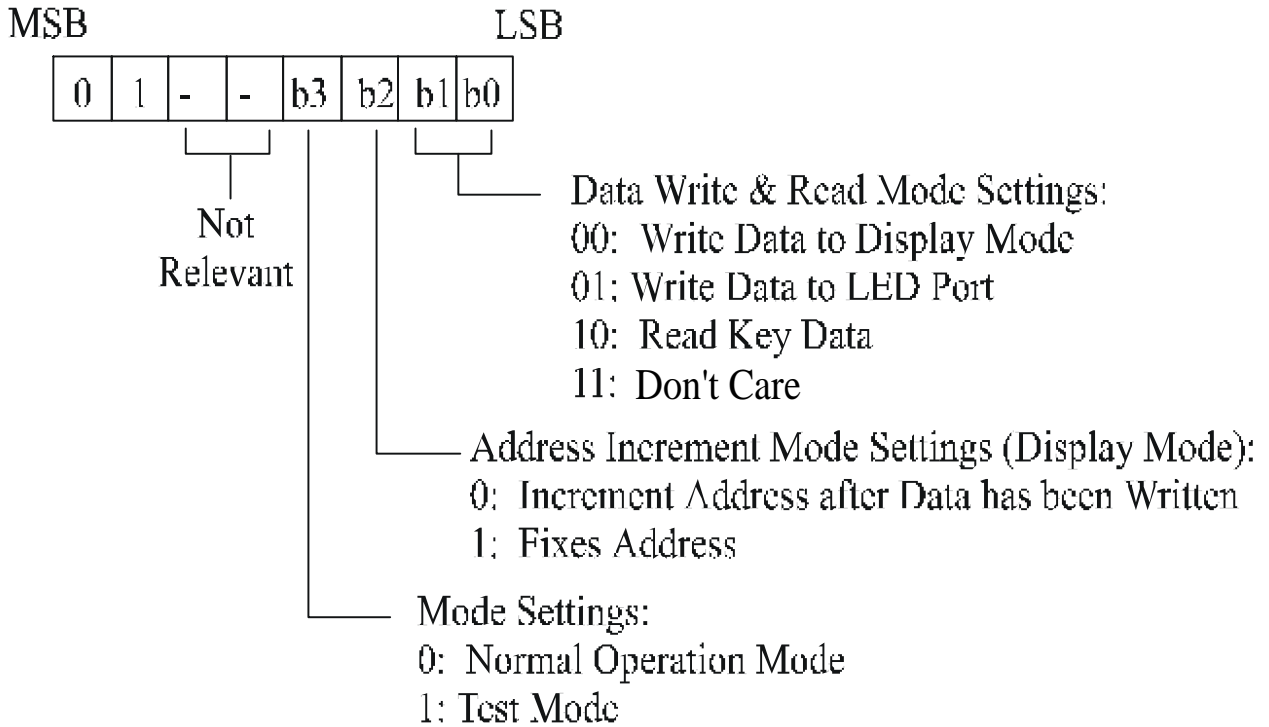 MSB LSB
0 1 - - b3 b2 b1 b0
Not
Relevant
Data Write & Read Mode Settings:
00: Write Data to Display Mode
01: Write Data to LED Port
10: Read Key Data
11: Don't Care
Address Increment Mode Settings (Display Mode):
0: Increment Address after Data has been Written
1: Fixes Address
Mode Settings:
0: Normal Operation Mode
1: Test Mode